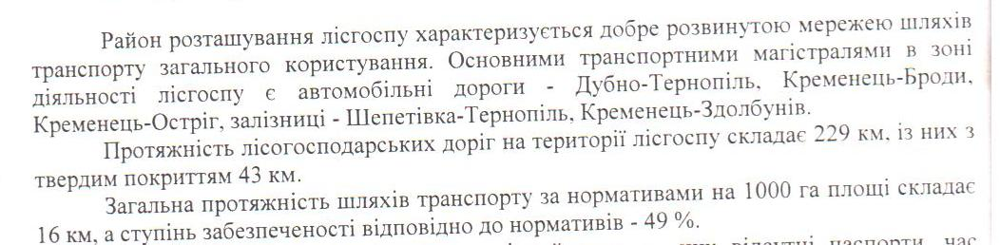 Район розташування лісгоспу характеризується добре розвинутою мережею шляхів
транспорту загального користування. Основними транспортними магістралями в зоні
діяльності лісгоспу є автомобільні дороги - Дубно-Тернопіль, Кременець-Броди,
Кременець-Остріг, залізниці - Шепетівка-Тернопіль, Кременець-Здолбунів.
Протяжність лісогосподарських доріг на території лісгоспу складає 229 км, із них з
твердим покриттям 43 км.
Загальна протяжність шляхів транспорту за нормативами на 1000 га площі складає
16 км, а ступінь забезпеченості відповідно до нормативів - 49 %.
відсутні паспорти, час